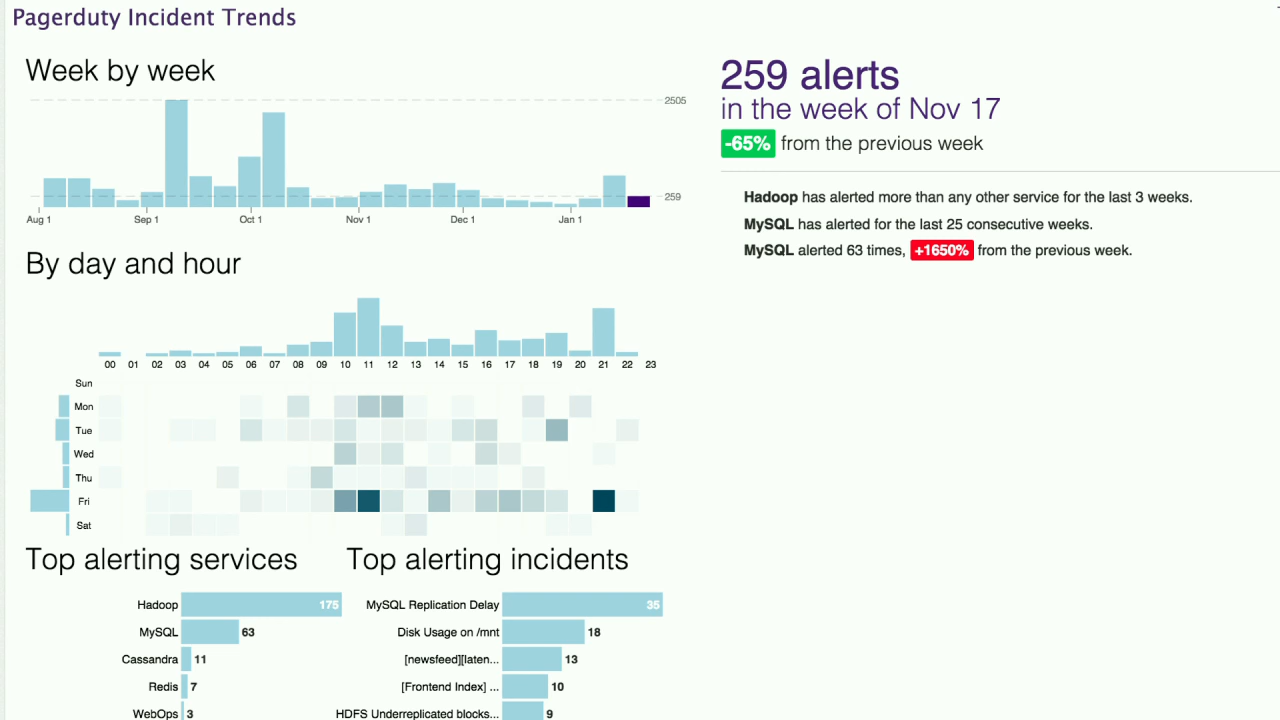 Pagerduty Incident Trends
Week by week
2505
259
Aug 1 Sep 1 Oct 1 Nov 1 Dec 1 Jan 1
259 alerts
in the week of Nov 17
-65% from the previous week
Hadoop has alerted more than any other service for the last 3 weeks.
MySQL has alerted for the last 25 consecutive weeks.
MySQL alerted 63 times, +1650% from the previous week.
By day and hour
00 01 02 03 04 05 06 07 08 09 10 11 12 13 14 15 16 17 18 19 20 21 22 23
Sun
Mon
Tue
Wed
Thu
Fri
Sat
Top alerting services
Hadoop 175
MySQL 63
Cassandra 11
Redis 7
WebOps 3
Top alerting incidents
MySQL Replication Delay 35
Disk Usage on /mnt 18
[newsfeed][laten... 13
[Frontend Index] ... 10
HDFS Underreplicated blocks... 9